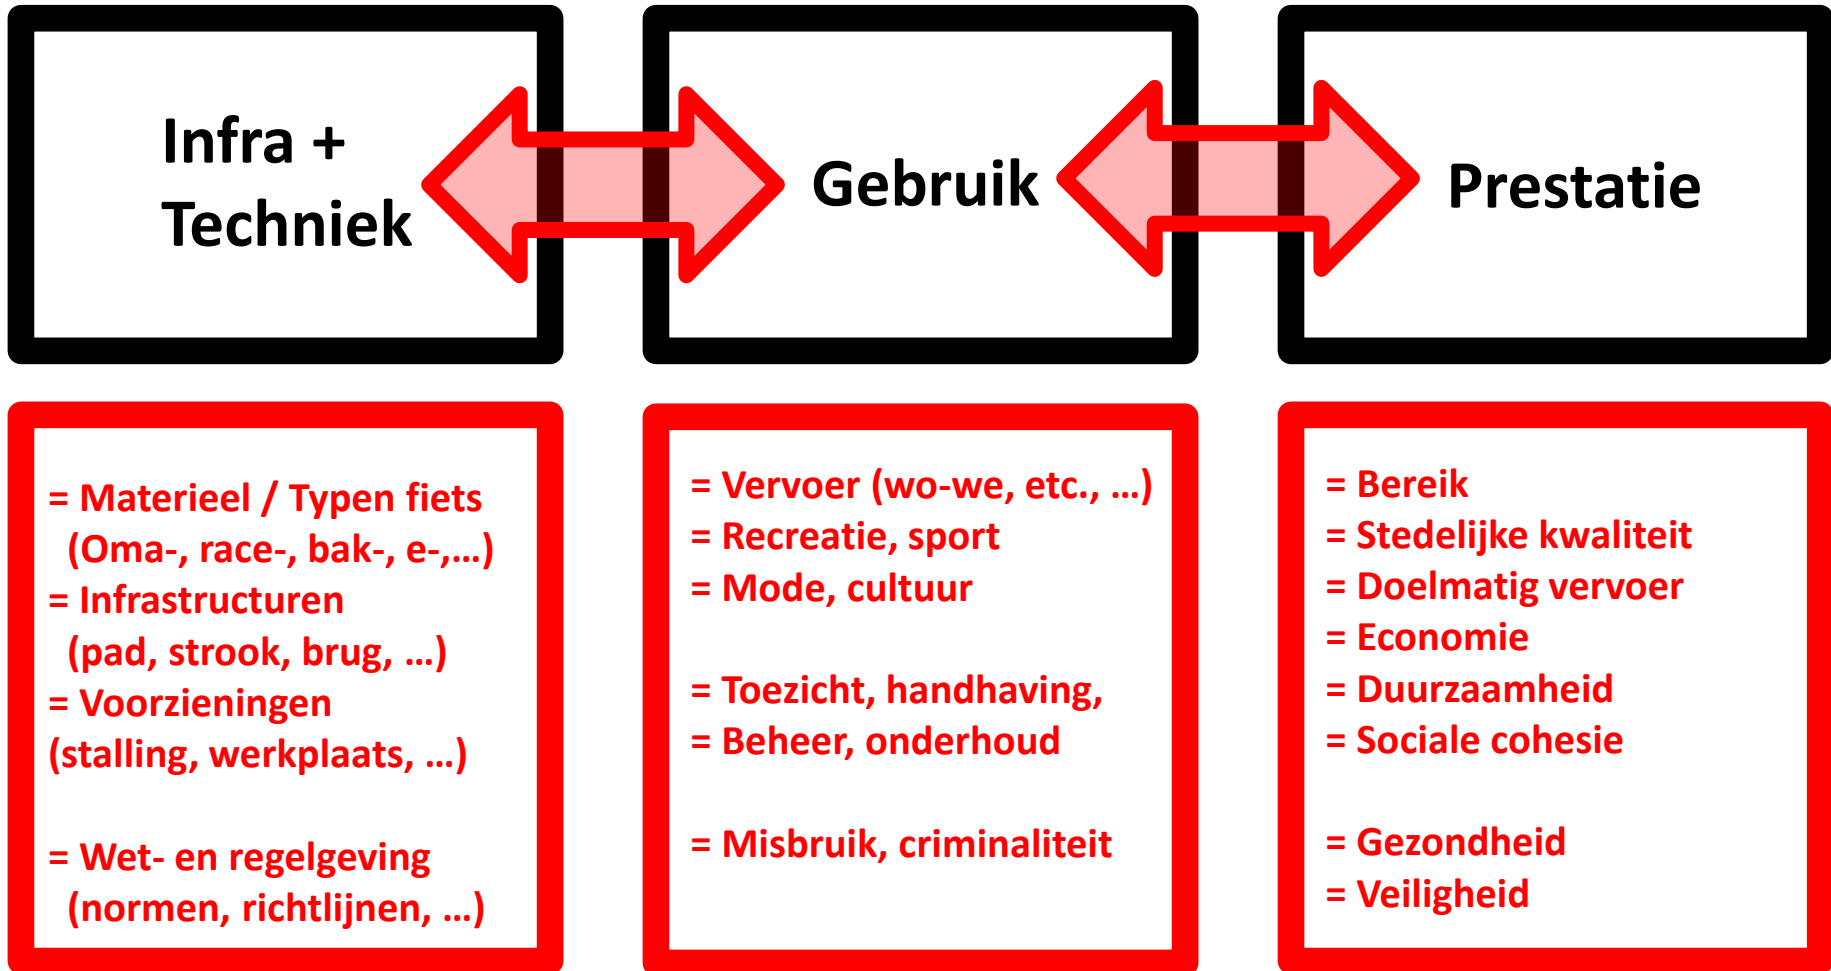 Infra +
Techniek
Gebruik
Prestatie
= Materieel / Typen fiets
(Oma-, race-, bak-, e-,...)
= Infrastructuren
(pad, strook, brug, ...)
= Voorzieningen
(stalling, werkplaats, ...)
= Wet- en regelgeving
(normen, richtlijnen, ...)
= Vervoer (wo-we, etc., ...)
= Recreatie, sport
= Mode, cultuur
= Toezicht, handhaving,
= Beheer, onderhoud
= Misbruik, criminaliteit
= Bereik
= Stedelijke kwaliteit
= Doelmatig vervoer
= Economie
= Duurzaamheid
= Sociale cohesie
= Gezondheid
= Veiligheid